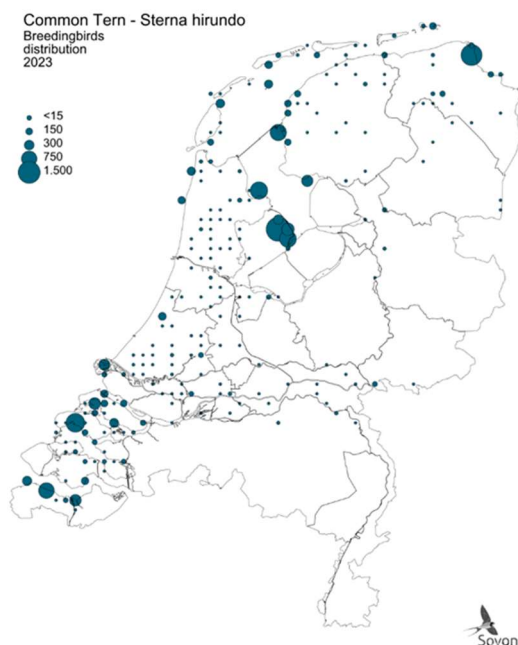 Common Tern - Sterna hirundo
Breedingbirds
distribution
2023
<15
150
300
750
1.500
Sovon